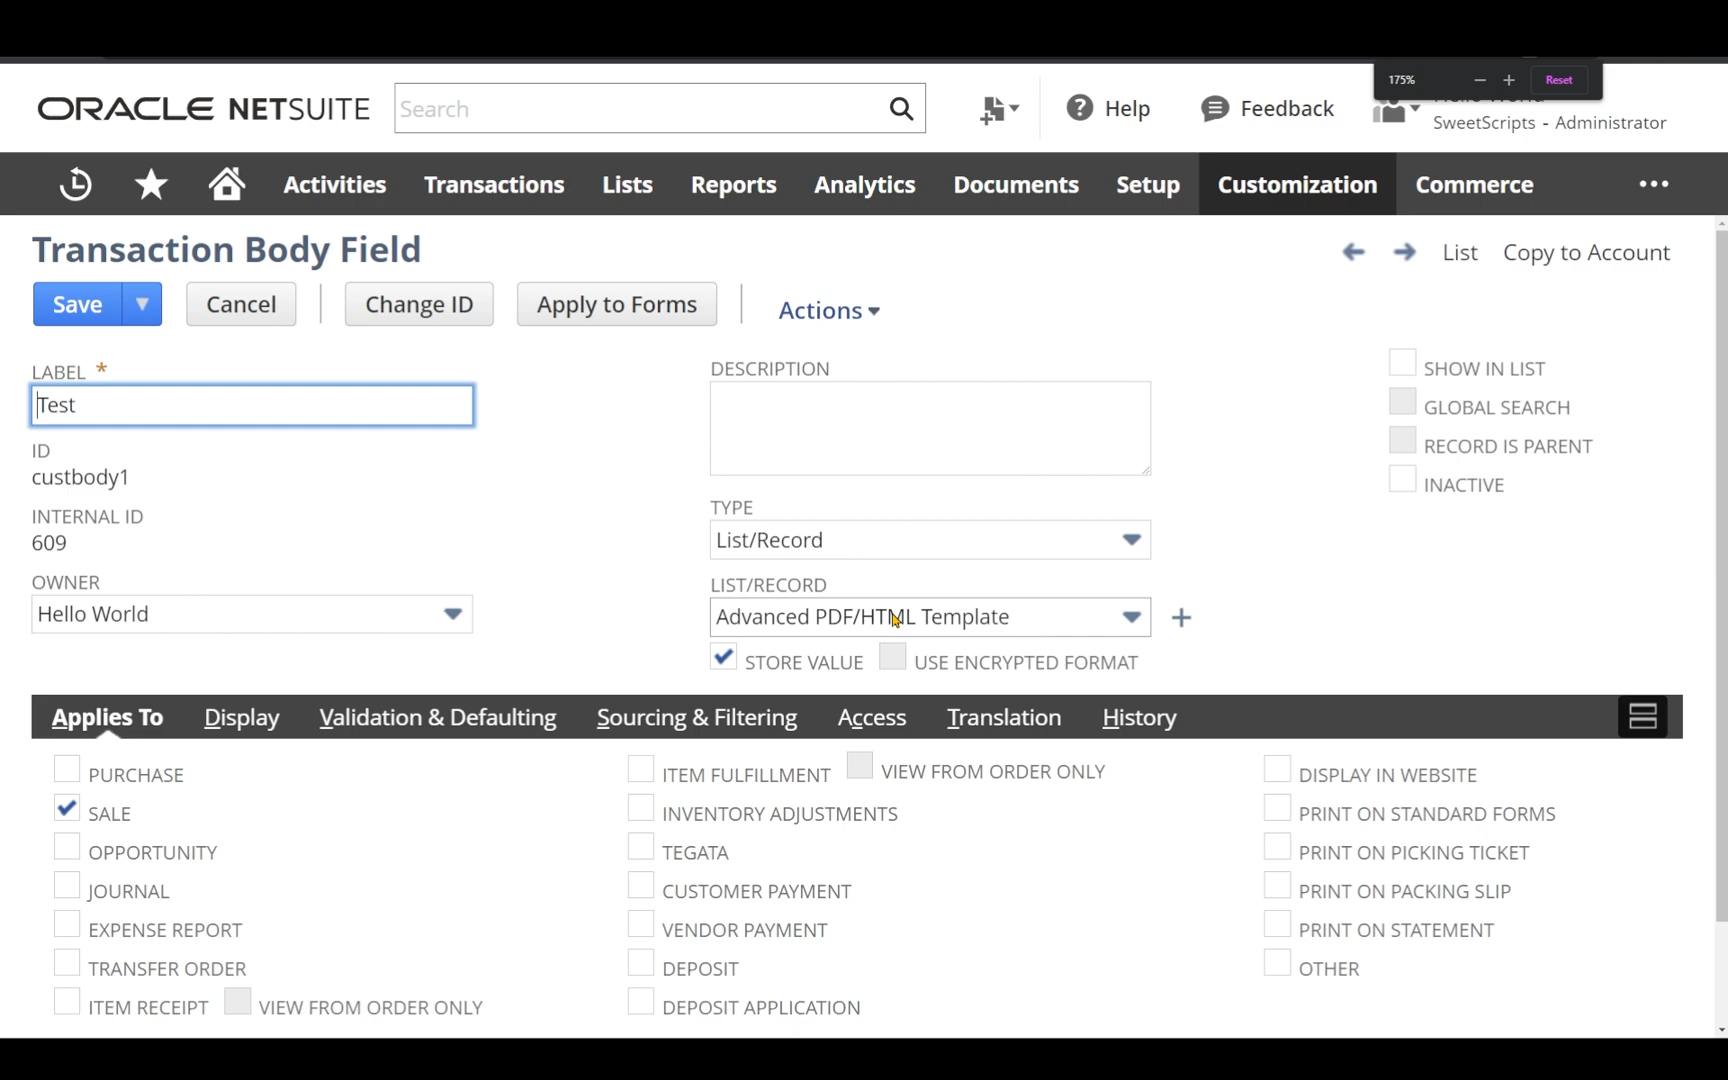 175% Reset
ORACLE NETSUITE Search Help Feedback
SweetScripts - Administrator
Activities Transactions Lists Reports Analytics Documents Setup Customization Commerce
Transaction Body Field
List Copy to Account
Save Cancel Change ID Apply to Forms Actions
LABEL *
Test
ID
custbody1
INTERNAL ID
609
OWNER
Hello World
DESCRIPTION
TYPE
List/Record
LIST/RECORD
Advanced PDF/HTML Template
STORE VALUE USE ENCRYPTED FORMAT
SHOW IN LIST
GLOBAL SEARCH
RECORD IS PARENT
INACTIVE
Applies To Display Validation & Defaulting Sourcing & Filtering Access Translation History
PURCHASE
SALE
OPPORTUNITY
JOURNAL
EXPENSE REPORT
TRANSFER ORDER
ITEM RECEIPT VIEW FROM ORDER ONLY
ITEM FULFILLMENT VIEW FROM ORDER ONLY
INVENTORY ADJUSTMENTS
TEGATA
CUSTOMER PAYMENT
VENDOR PAYMENT
DEPOSIT
DEPOSIT APPLICATION
DISPLAY IN WEBSITE
PRINT ON STANDARD FORMS
PRINT ON PICKING TICKET
PRINT ON PACKING SLIP
PRINT ON STATEMENT
OTHER